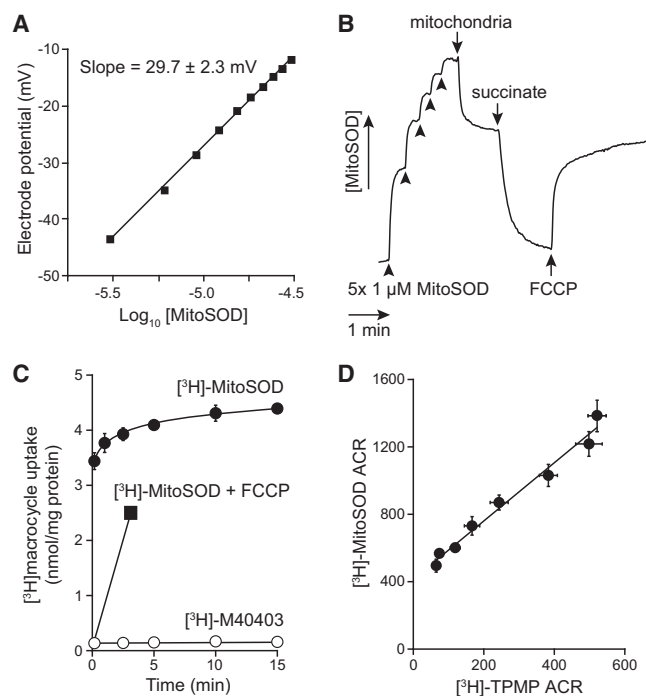 A
Slope = 29.7 ± 2.3 mV
Electrode potential (mV)
-10
-20
-30
-40
-50
-5.5
-5.0
-4.5
Log₁₀ [MitoSOD]
B
mitochondria
succinate
[MitoSOD]
5x 1 μM MitoSOD
FCCP
1 min
C
[³H]-MitoSOD
[³H]-MitoSOD + FCCP
[³H]-M40403
[³H]macrocycle uptake
(nmol/mg protein)
5
4
3
2
1
0
0
5
10
15
Time (min)
D
[³H]-MitoSOD ACR
1600
1200
800
400
0
0
200
400
600
[³H]-TPMP ACR